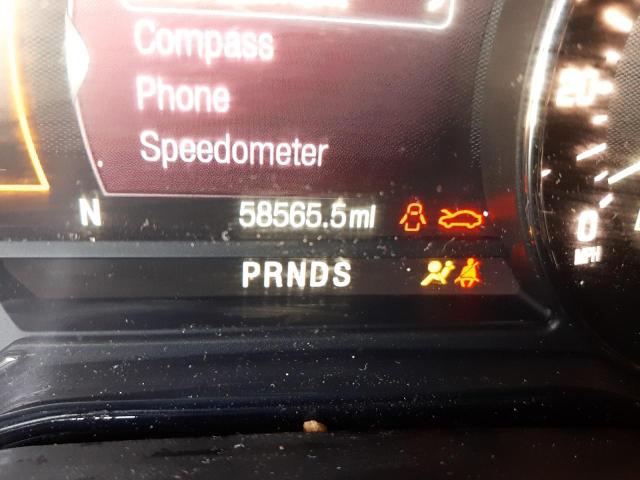 Compass
Phone
Speedometer
N 58565.5mi
PRNDS
20
0
MPH